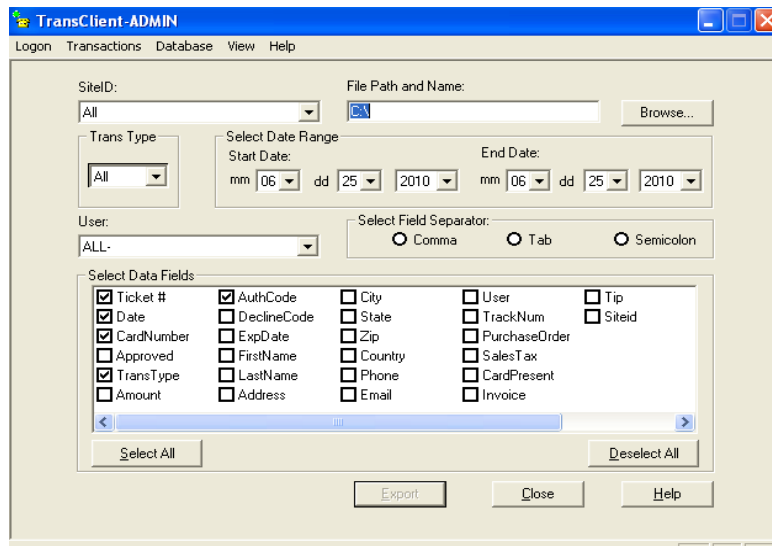 TransClient-ADMIN
Logon Transactions Database View Help
SiteID: File Path and Name:
All C:\ Browse...
Trans Type Select Date Range
Start Date: End Date:
All mm 06 dd 25 2010 mm 06 dd 25 2010
User: Select Field Separator:
ALL- Comma Tab Semicolon
Select Data Fields
Ticket # AuthCode City User Tip
Date DeclineCode State TrackNum Siteid
CardNumber ExpDate Zip PurchaseOrder
Approved FirstName Country SalesTax
TransType LastName Phone CardPresent
Amount Address Email Invoice
Select All Deselect All
Export Close Help